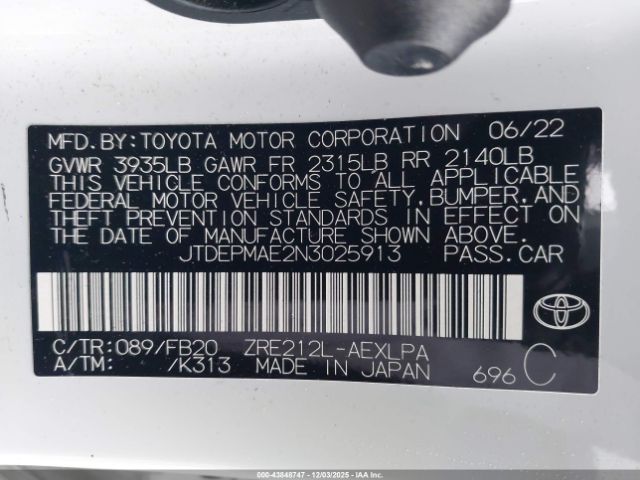 MFD.BY:TOYOTA MOTOR CORPORATION 06/22
GVWR 3935LB GAWR FR 2315LB RR 2140LB
THIS VEHICLE CONFORMS TO ALL APPLICABLE
FEDERAL MOTOR VEHICLE SAFETY,BUMPER,AND
THEFT PREVENTION STANDARDS IN EFFECT ON
THE DATE OF MANUFACTURE SHOWN ABOVE.
JTDEPMAE2N3025913 PASS.CAR
C/TR:089/FB20 ZRE212L-AEXLPA
A/TM: /K313 MADE IN JAPAN 696 C
000-43848747 - 12/03/2025 - IAAI.COM